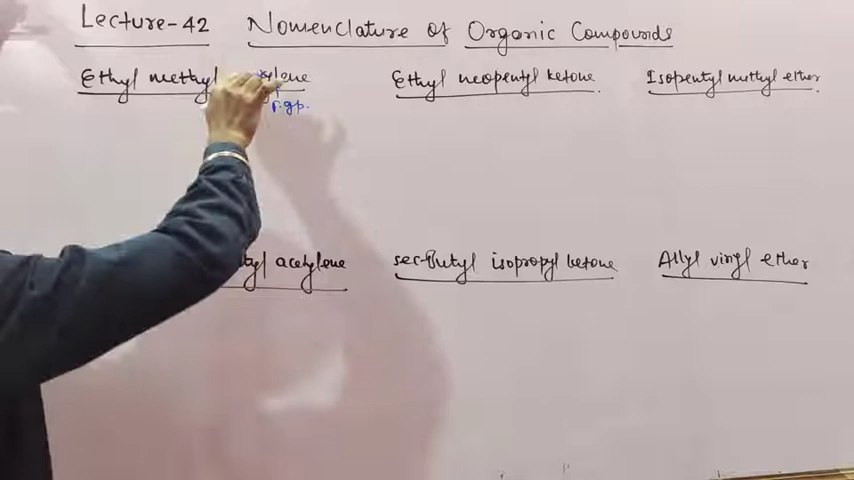 Lecture-42 Nomenclature of Organic Compounds
Ethyl methyl Ethyl neopentyl ketone Isopentyl methyl ether
P.gp.
acetylene sec-Butyl isopropyl ketone Allyl vinyl ether